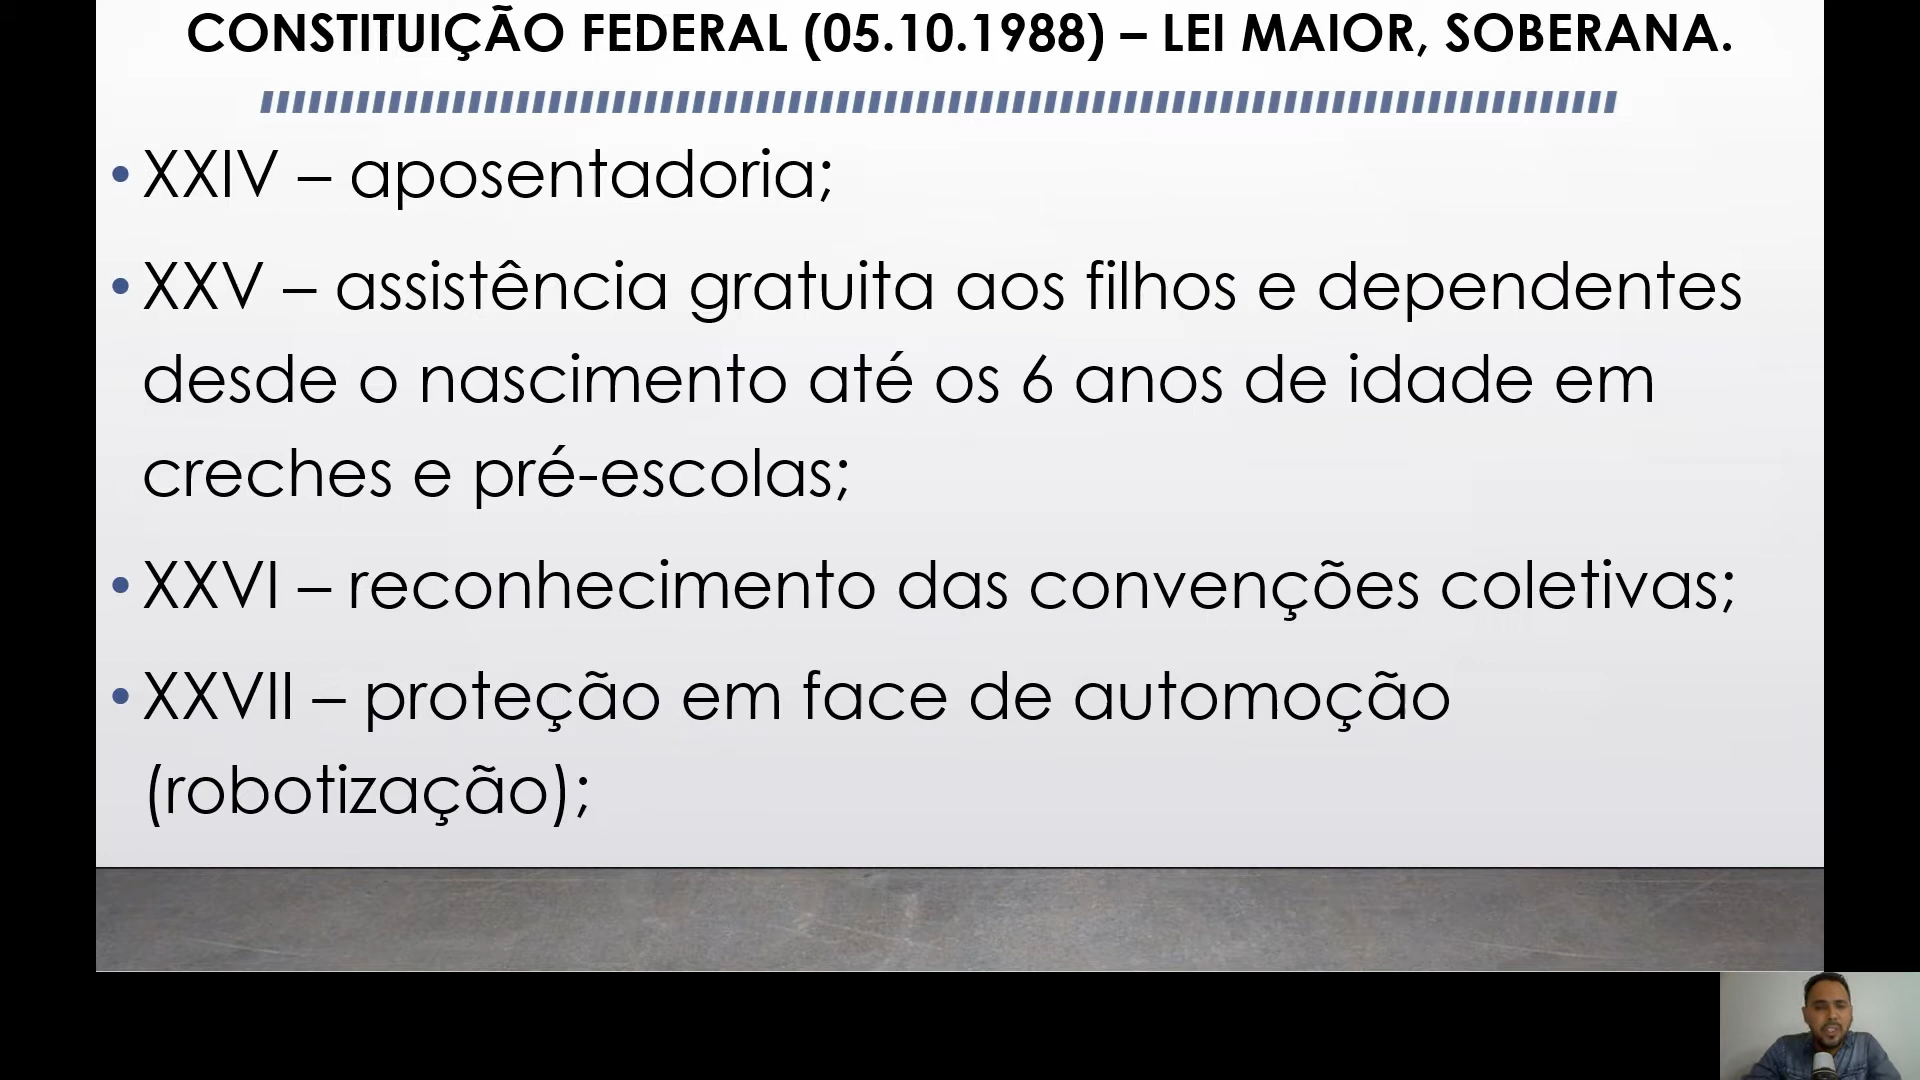 CONSTITUIÇÃO FEDERAL (05.10.1988) – LEI MAIOR, SOBERANA.
• XXIV – aposentadoria;
• XXV – assistência gratuita aos filhos e dependentes
desde o nascimento até os 6 anos de idade em
creches e pré-escolas;
• XXVI – reconhecimento das convenções coletivas;
• XXVII – proteção em face de automoção
(robotização);